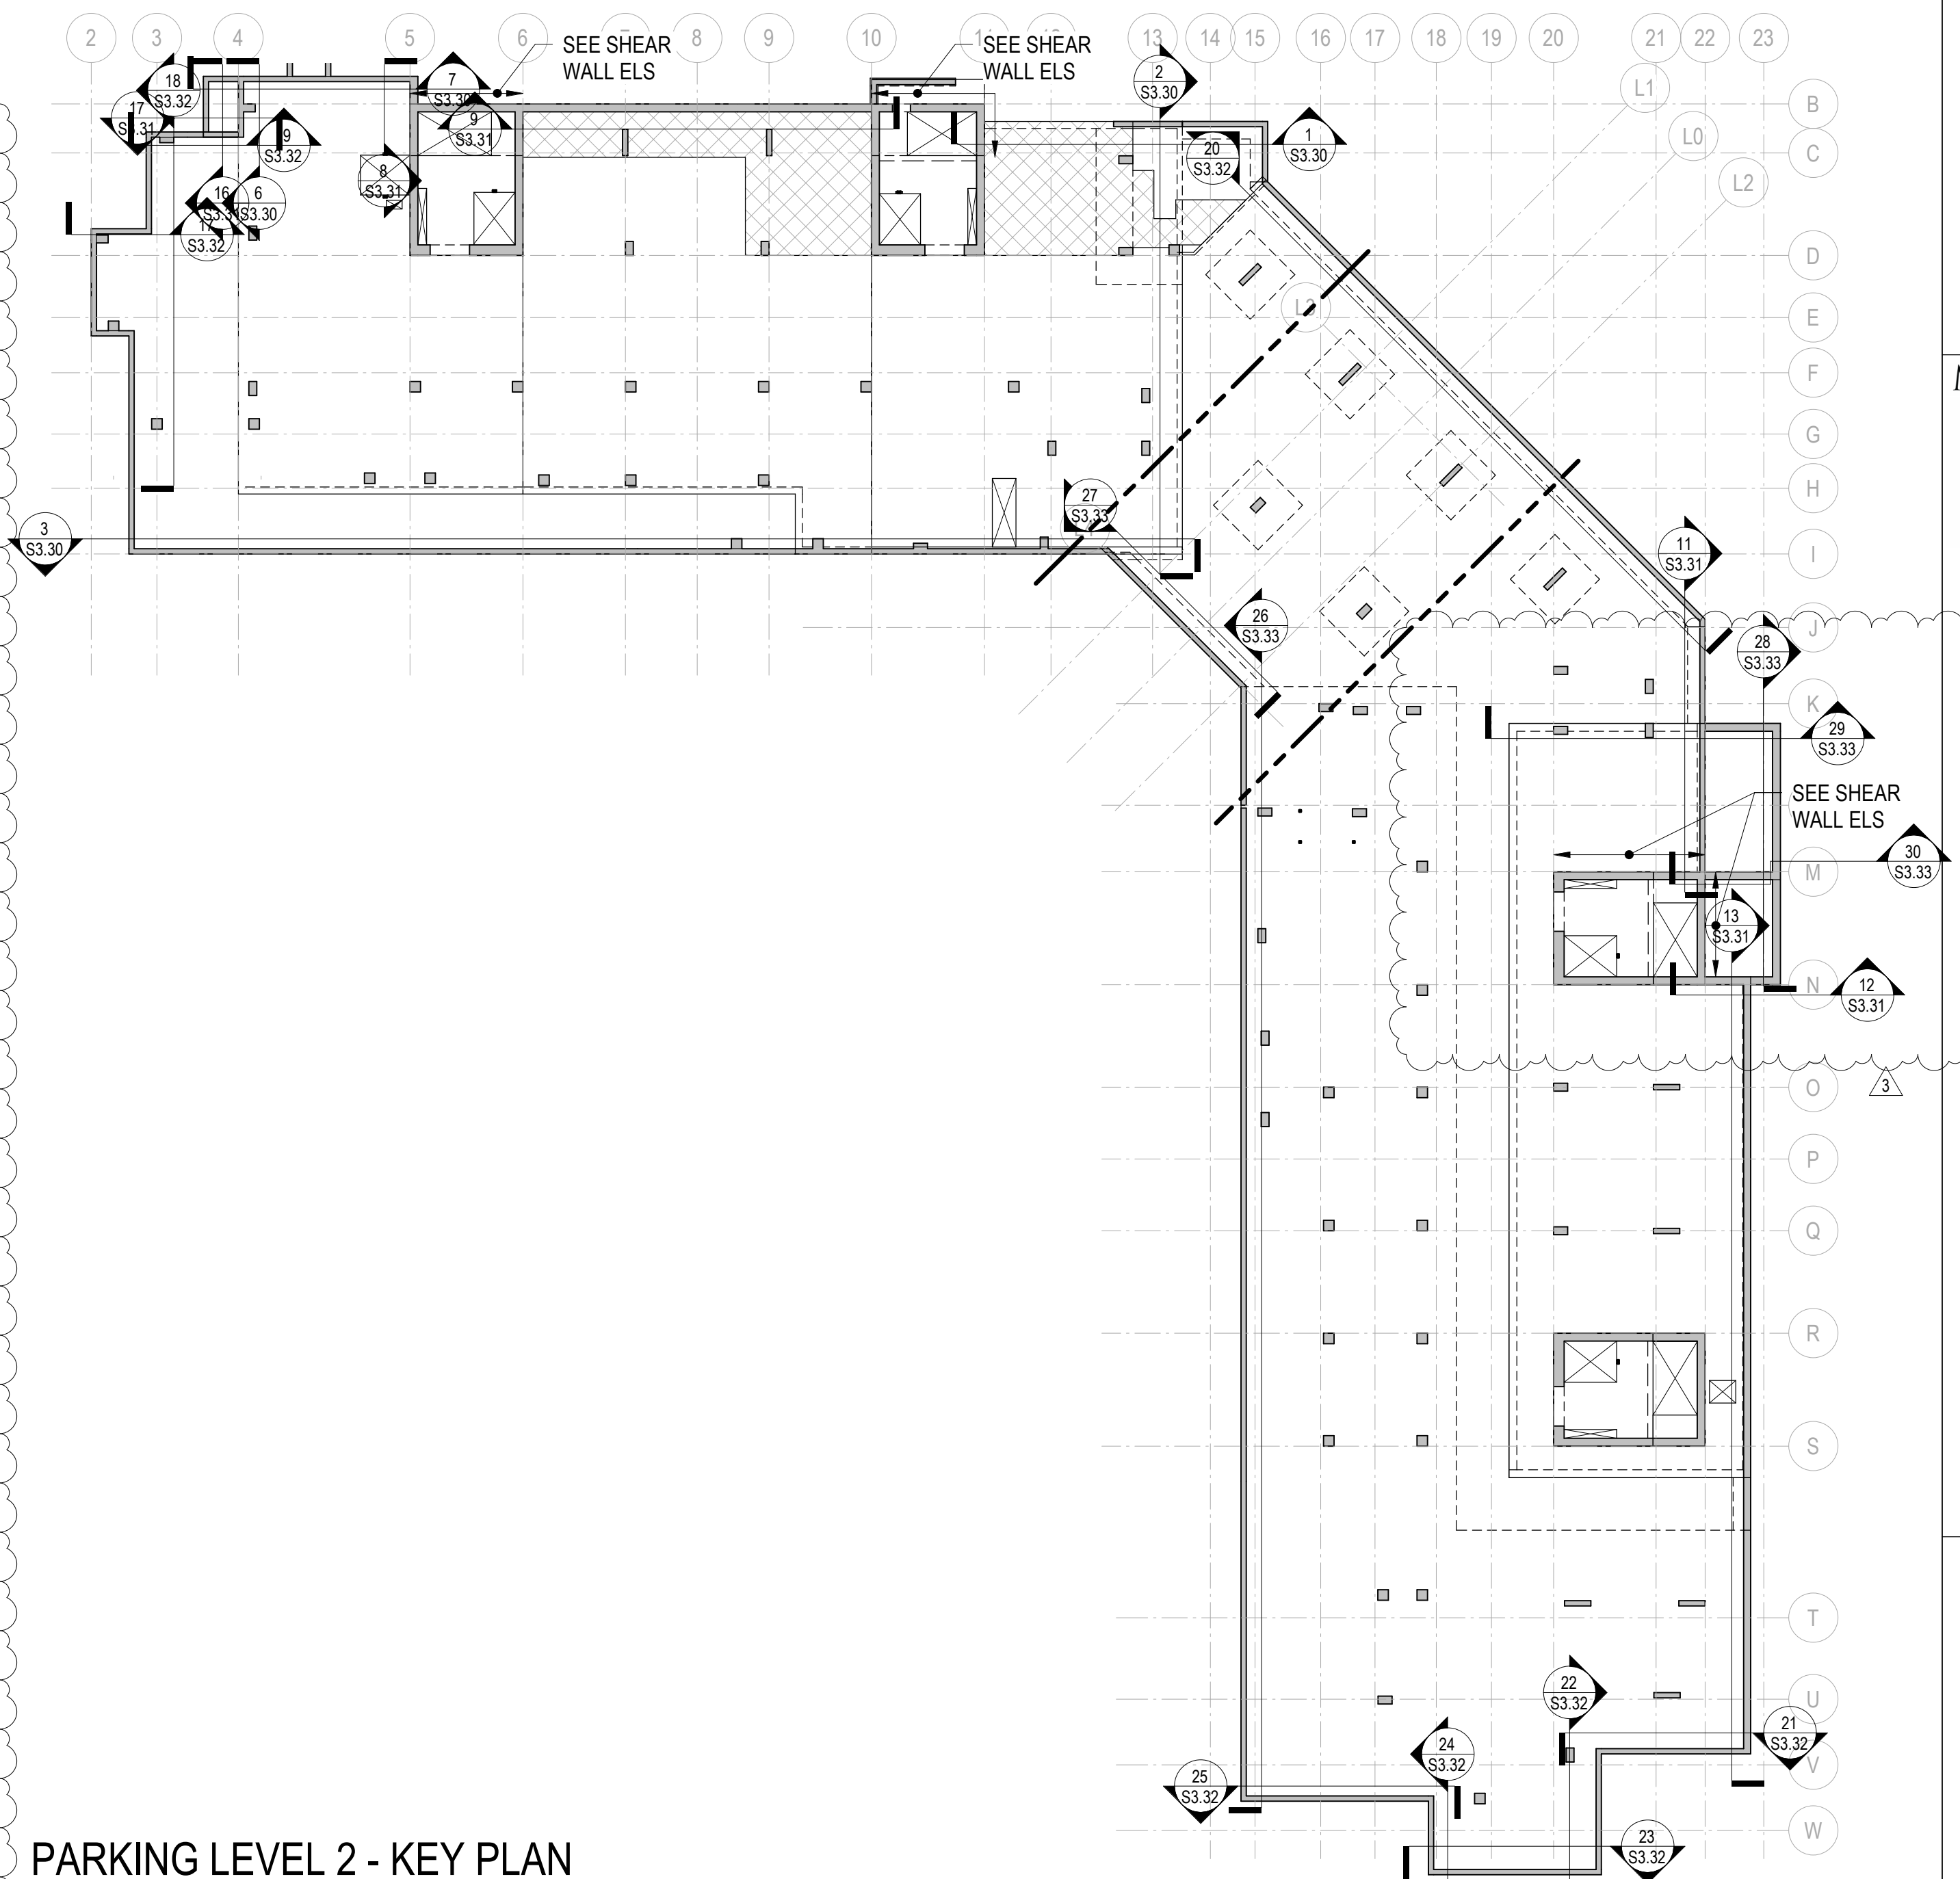 2
3
4
5
6
8
9
10
13
14
15
16
17
18
19
20
21
22
23
SEE SHEAR
WALL ELS
SEE SHEAR
WALL ELS
18
S3.32
17
S3.31
7
S3.30
9
S3.31
2
S3.30
1
S3.30
20
S3.32
S3.32
8
S3.31
16
6
S3.30
17
S3.32
L1
L0
L2
L3
B
C
D
E
F
G
H
I
J
K
M
N
O
P
Q
R
S
T
U
V
W
3
S3.30
27
S3.33
26
S3.33
11
S3.31
28
S3.33
29
S3.33
SEE SHEAR
WALL ELS
30
S3.33
13
S3.31
12
S3.31
3
22
S3.32
21
S3.32
24
S3.32
25
S3.32
23
S3.32
PARKING LEVEL 2 - KEY PLAN